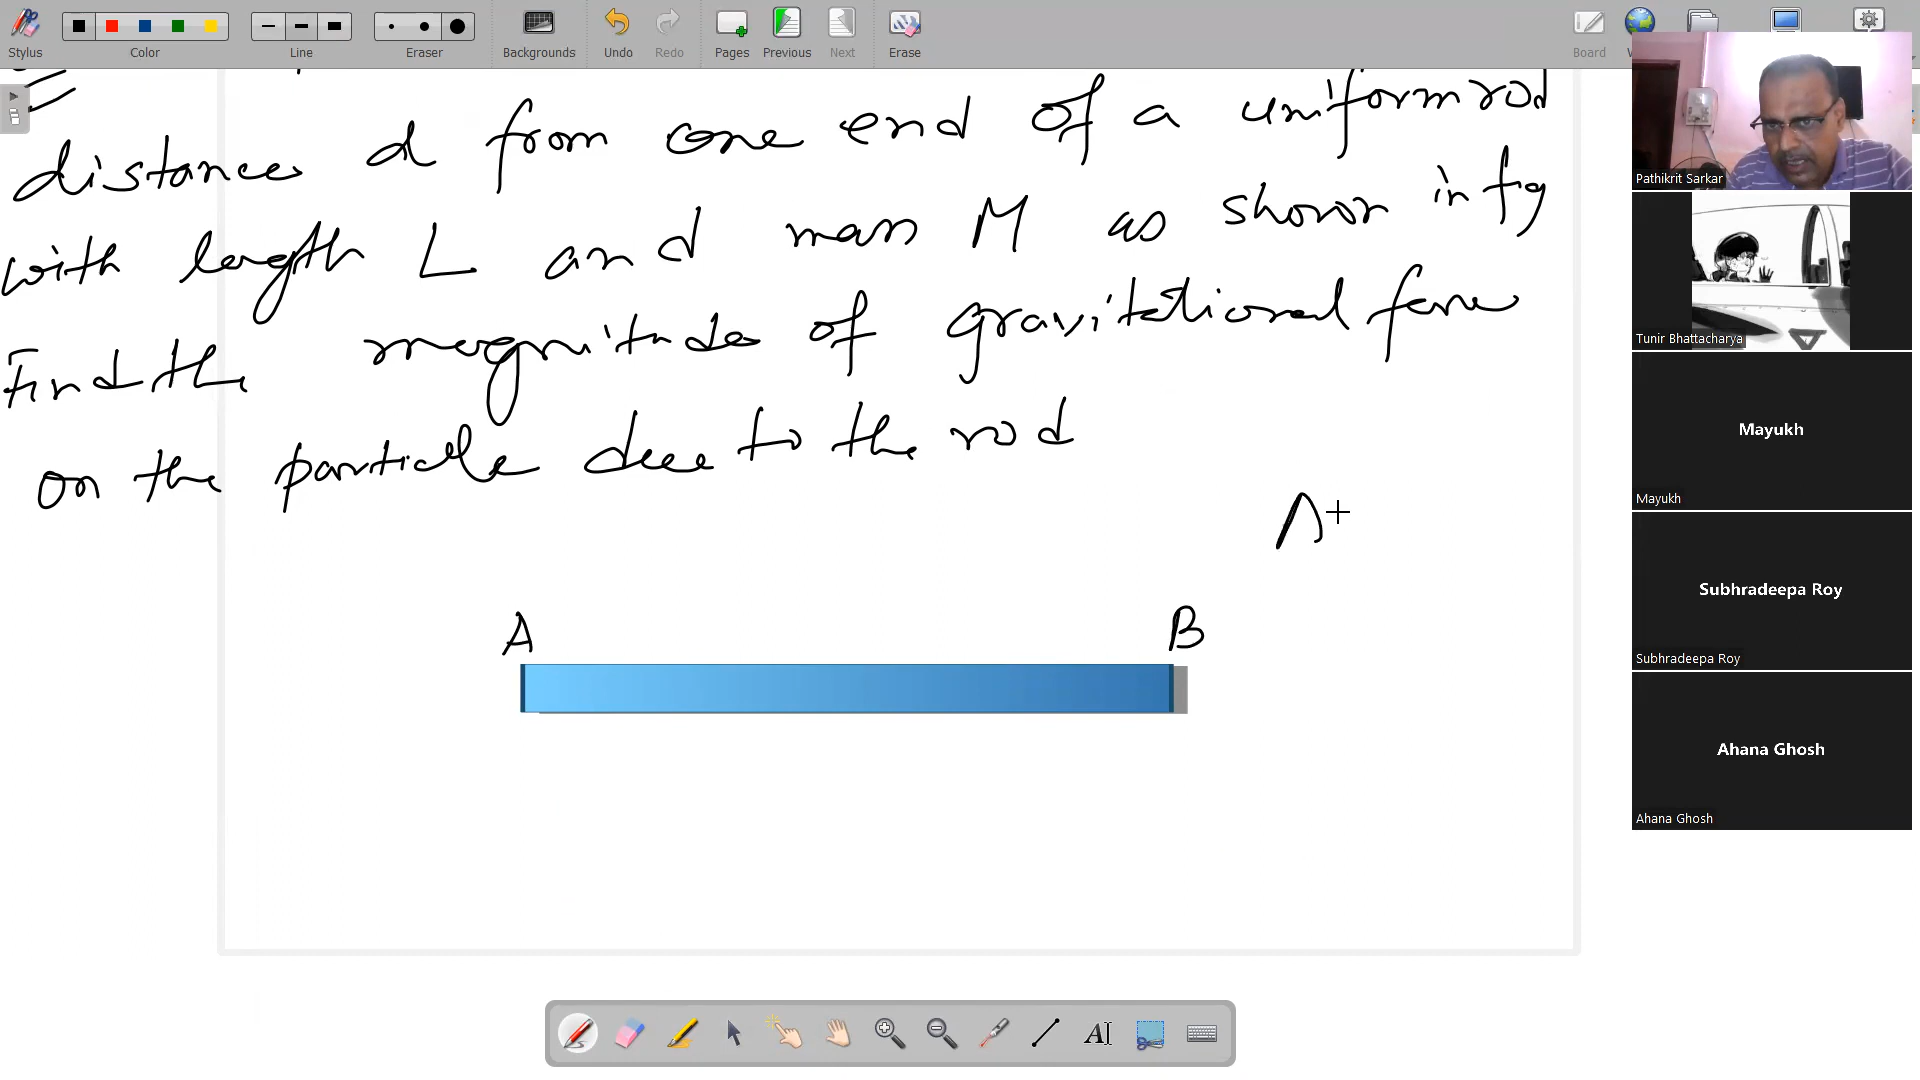 Stylus Color Line Eraser Backgrounds Undo Redo Pages Previous Next Erase Board
distance d from one end of a uniform rod
with length L and mass M as shown in fig
Find the magnitude of gravitational force
on the particle due to the rod
A B
Pathikrit Sarkar
Tunir Bhattacharya
Mayukh
Mayukh
Subhradeepa Roy
Subhradeepa Roy
Ahana Ghosh
Ahana Ghosh